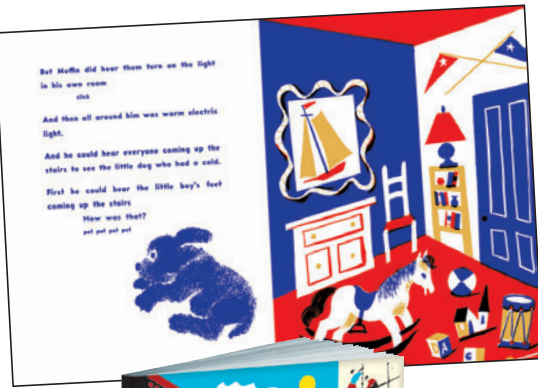 But Muffin did hear them turn on the light
in his own room
click
And then all around him was warm electric
light.
And he could hear everyone coming up the
stairs to see the little dog who had a cold.
First he could hear the little boy's feet
coming up the stairs
How was that?
pat pat pat pat
A
C